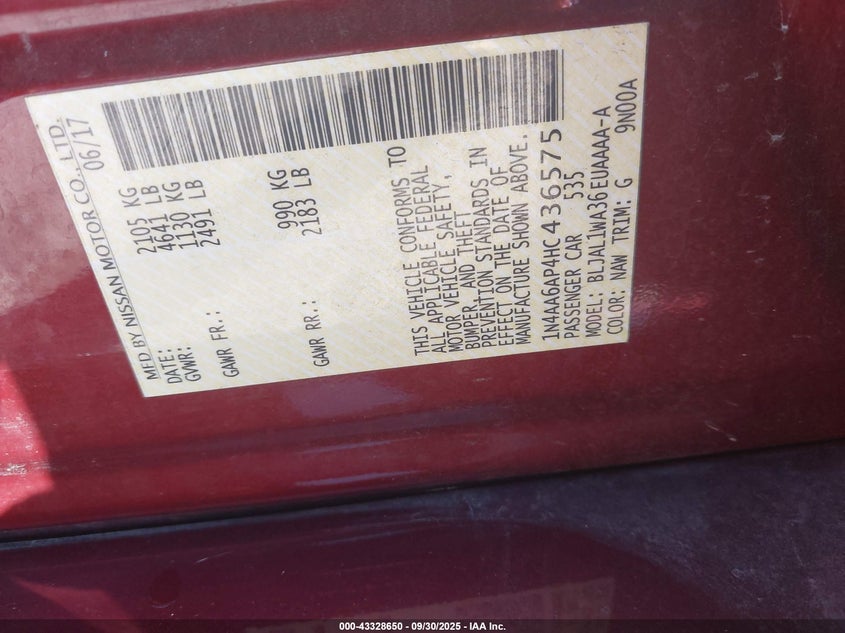 MFD BY NISSAN MOTOR CO., LTD.
DATE: 06/17
GVWR: 2105 KG
4641 LB
GAWR FR.: 1130 KG
2491 LB
GAWR RR.: 990 KG
2183 LB
THIS VEHICLE CONFORMS TO
ALL APPLICABLE FEDERAL
MOTOR VEHICLE SAFETY,
BUMPER, AND THEFT
PREVENTION STANDARDS IN
EFFECT ON THE DATE OF
MANUFACTURE SHOWN ABOVE.
1N4AA6AP4HC436575
PASSENGER CAR 535
MODEL: BLJAL1WA36EUAAAA-A
COLOR: NAW TRIM: G 9N00A
000-43328650 - 09/30/2025 - IAA Inc.